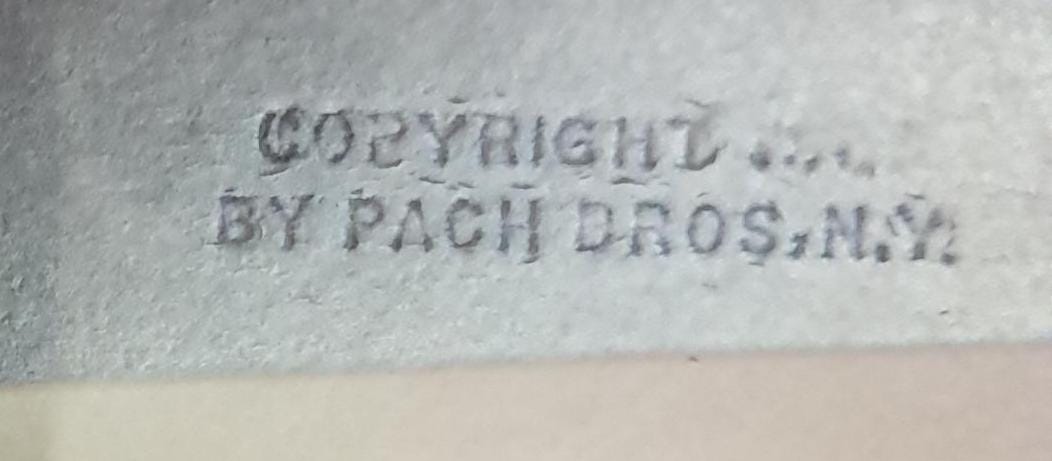 COPYRIGHT ....
BY PACH BROS., N.Y.